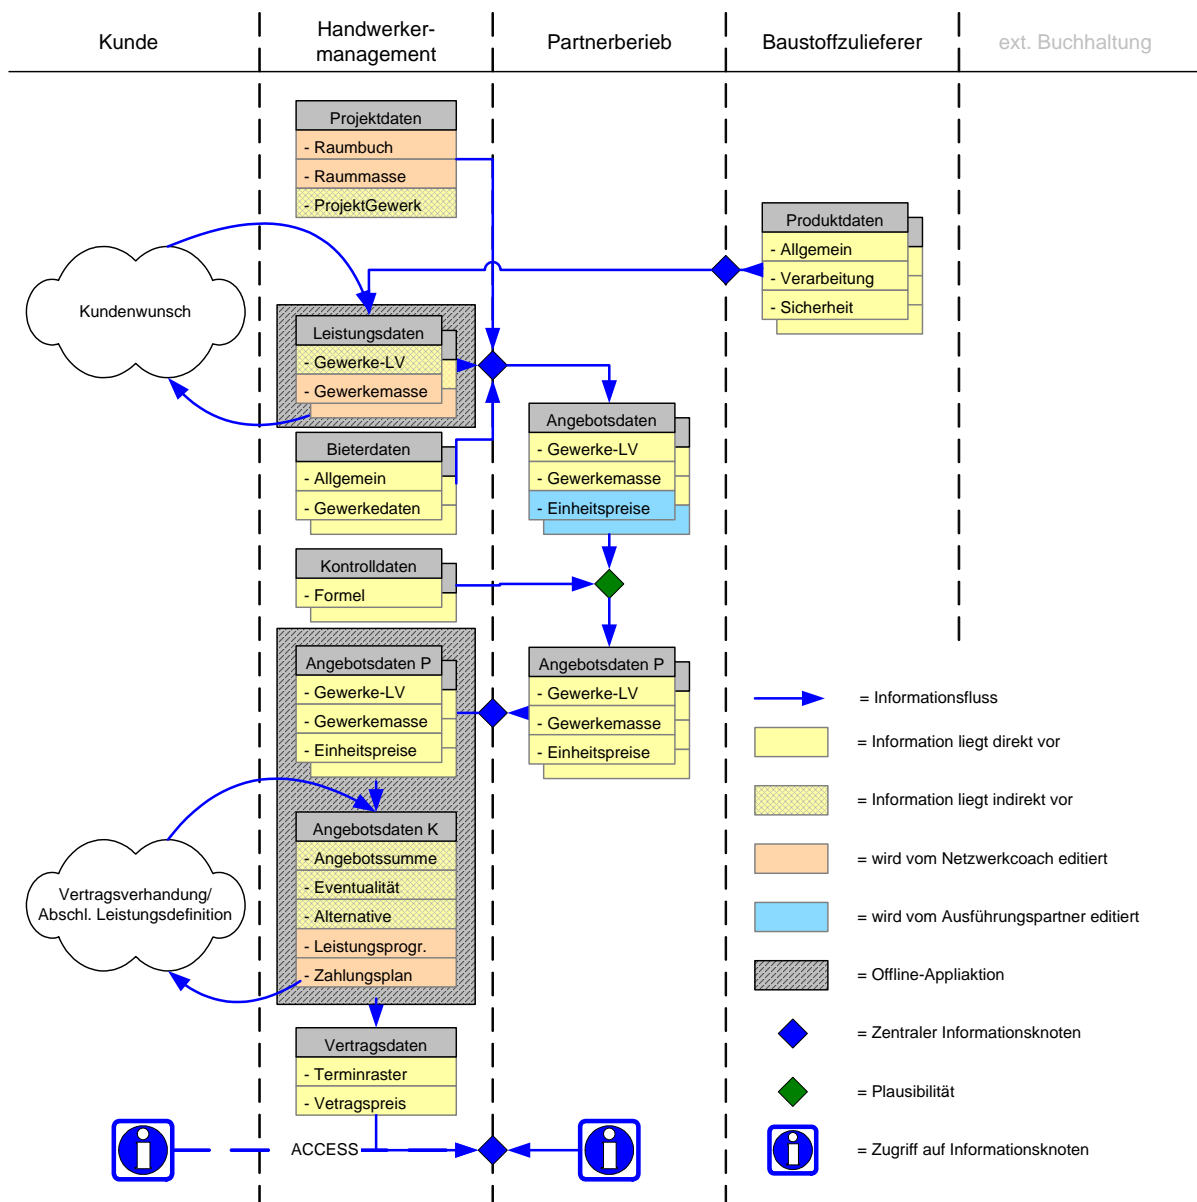 Kunde
Handwerker-
management
Partnerberieb
Baustoffzulieferer
ext. Buchhaltung
Projektdaten
- Raumbuch
- Raummasse
- ProjektGewerk
Produktdaten
- Allgemein
- Verarbeitung
- Sicherheit
Kundenwunsch
Leistungsdaten
- Gewerke-LV
- Gewerkemasse
Bieterdaten
- Allgemein
- Gewerkedaten
Angebotsdaten
- Gewerke-LV
- Gewerkemasse
- Einheitspreise
Kontrolldaten
- Formel
Angebotsdaten P
- Gewerke-LV
- Gewerkemasse
- Einheitspreise
Angebotsdaten P
- Gewerke-LV
- Gewerkemasse
- Einheitspreise
Vertragsverhandung/
Abschl. Leistungsdefinition
Angebotsdaten K
- Angebotssumme
- Eventualität
- Alternative
- Leistungsprogr.
- Zahlungsplan
Vertragsdaten
- Terminraster
- Vetragspreis
ACCESS
= Informationsfluss
= Information liegt direkt vor
= Information liegt indirekt vor
= wird vom Netzwerkcoach editiert
= wird vom Ausführungspartner editiert
= Offline-Appliaktion
= Zentraler Informationsknoten
= Plausibilität
= Zugriff auf Informationsknoten